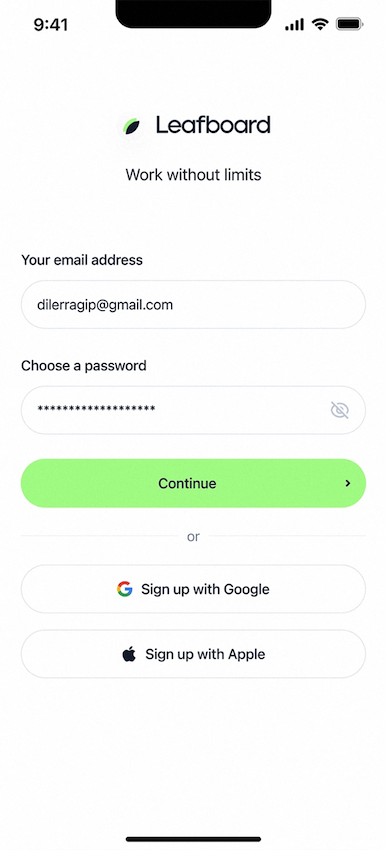 9:41
Leafboard
Work without limits
Your email address
dilerragip@gmail.com
Choose a password
*******************
Continue
or
Sign up with Google
Sign up with Apple